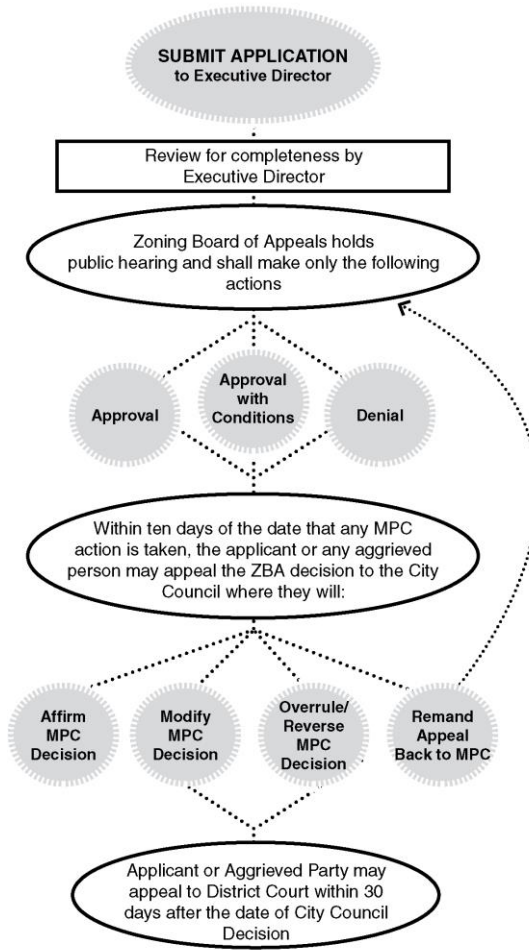 SUBMIT APPLICATION
to Executive Director
Review for completeness by
Executive Director
Zoning Board of Appeals holds
public hearing and shall make only the following
actions
Approval
Approval
with
Conditions
Denial
Within ten days of the date that any MPC
action is taken, the applicant or any aggrieved
person may appeal the ZBA decision to the City
Council where they will:
Affirm
MPC
Decision
Modify
MPC
Decision
Overrule/
Reverse
MPC
Decision
Remand
Appeal
Back to MPC
Applicant or Aggrieved Party may
appeal to District Court within 30
days after the date of City Council
Decision